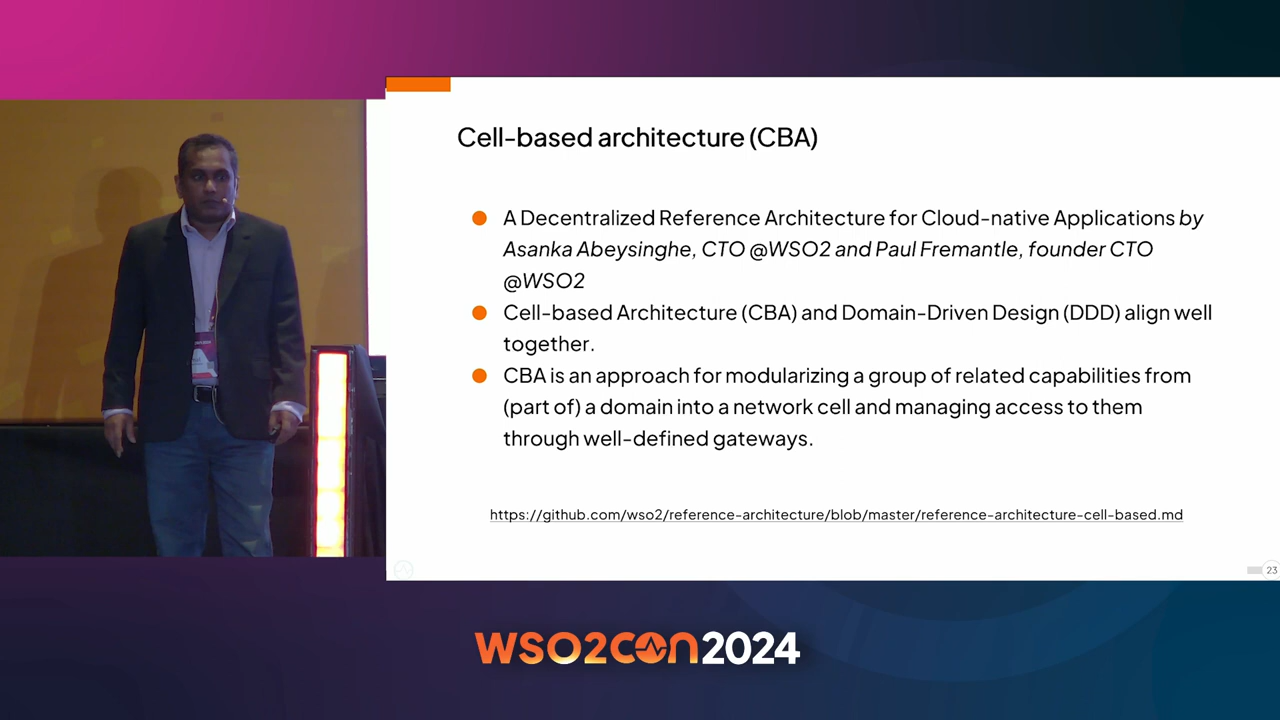 Cell-based architecture (CBA)
A Decentralized Reference Architecture for Cloud-native Applications by
Asanka Abeysinghe, CTO @WSO2 and Paul Fremantle, founder CTO
@WSO2
Cell-based Architecture (CBA) and Domain-Driven Design (DDD) align well
together.
CBA is an approach for modularizing a group of related capabilities from
(part of) a domain into a network cell and managing access to them
through well-defined gateways.
https://github.com/wso2/reference-architecture/blob/master/reference-architecture-cell-based.md
23
WSO2CON2024